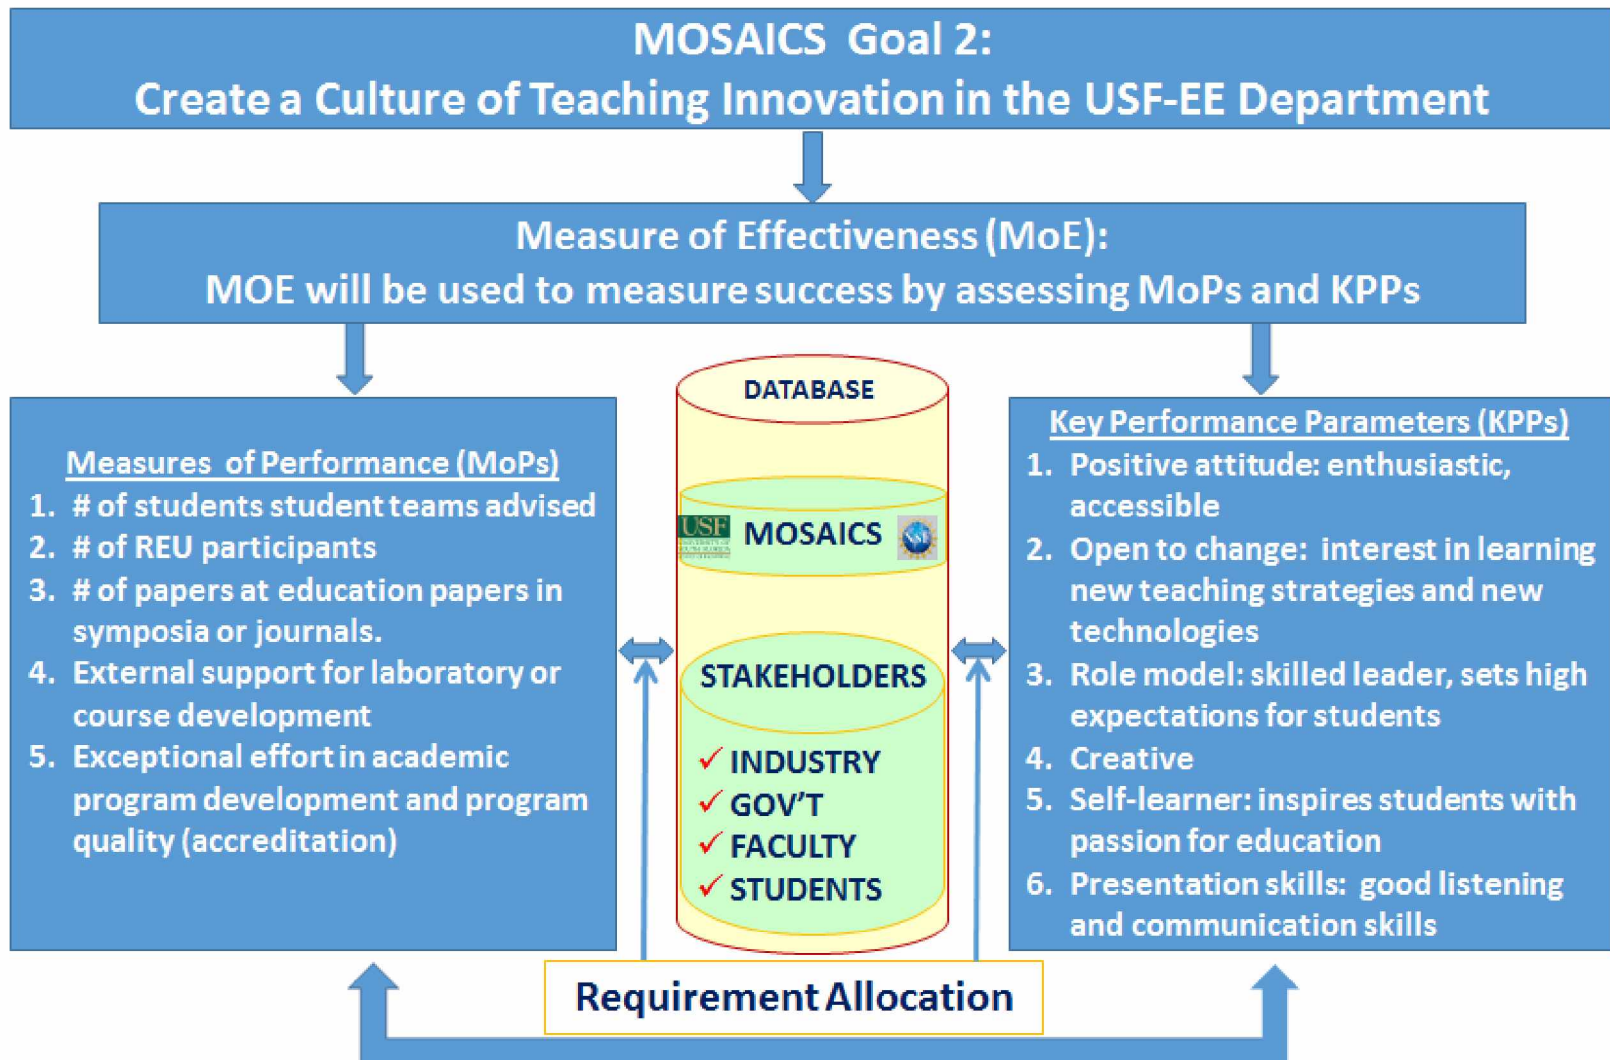 MOSAICS Goal 2:
Create a Culture of Teaching Innovation in the USF-EE Department
Measure of Effectiveness (MoE):
MOE will be used to measure success by assessing MoPs and KPPs
Measures of Performance (MoPs)
1. # of students student teams advised
2. # of REU participants
3. # of papers at education papers in
symposia or journals.
4. External support for laboratory or
course development
5. Exceptional effort in academic
program development and program
quality (accreditation)
DATABASE
USF
MOSAICS
NSF
STAKEHOLDERS
✓ INDUSTRY
✓ GOV'T
✓ FACULTY
✓ STUDENTS
Key Performance Parameters (KPPs)
1. Positive attitude: enthusiastic,
accessible
2. Open to change: interest in learning
new teaching strategies and new
technologies
3. Role model: skilled leader, sets high
expectations for students
4. Creative
5. Self-learner: inspires students with
passion for education
6. Presentation skills: good listening
and communication skills
Requirement Allocation